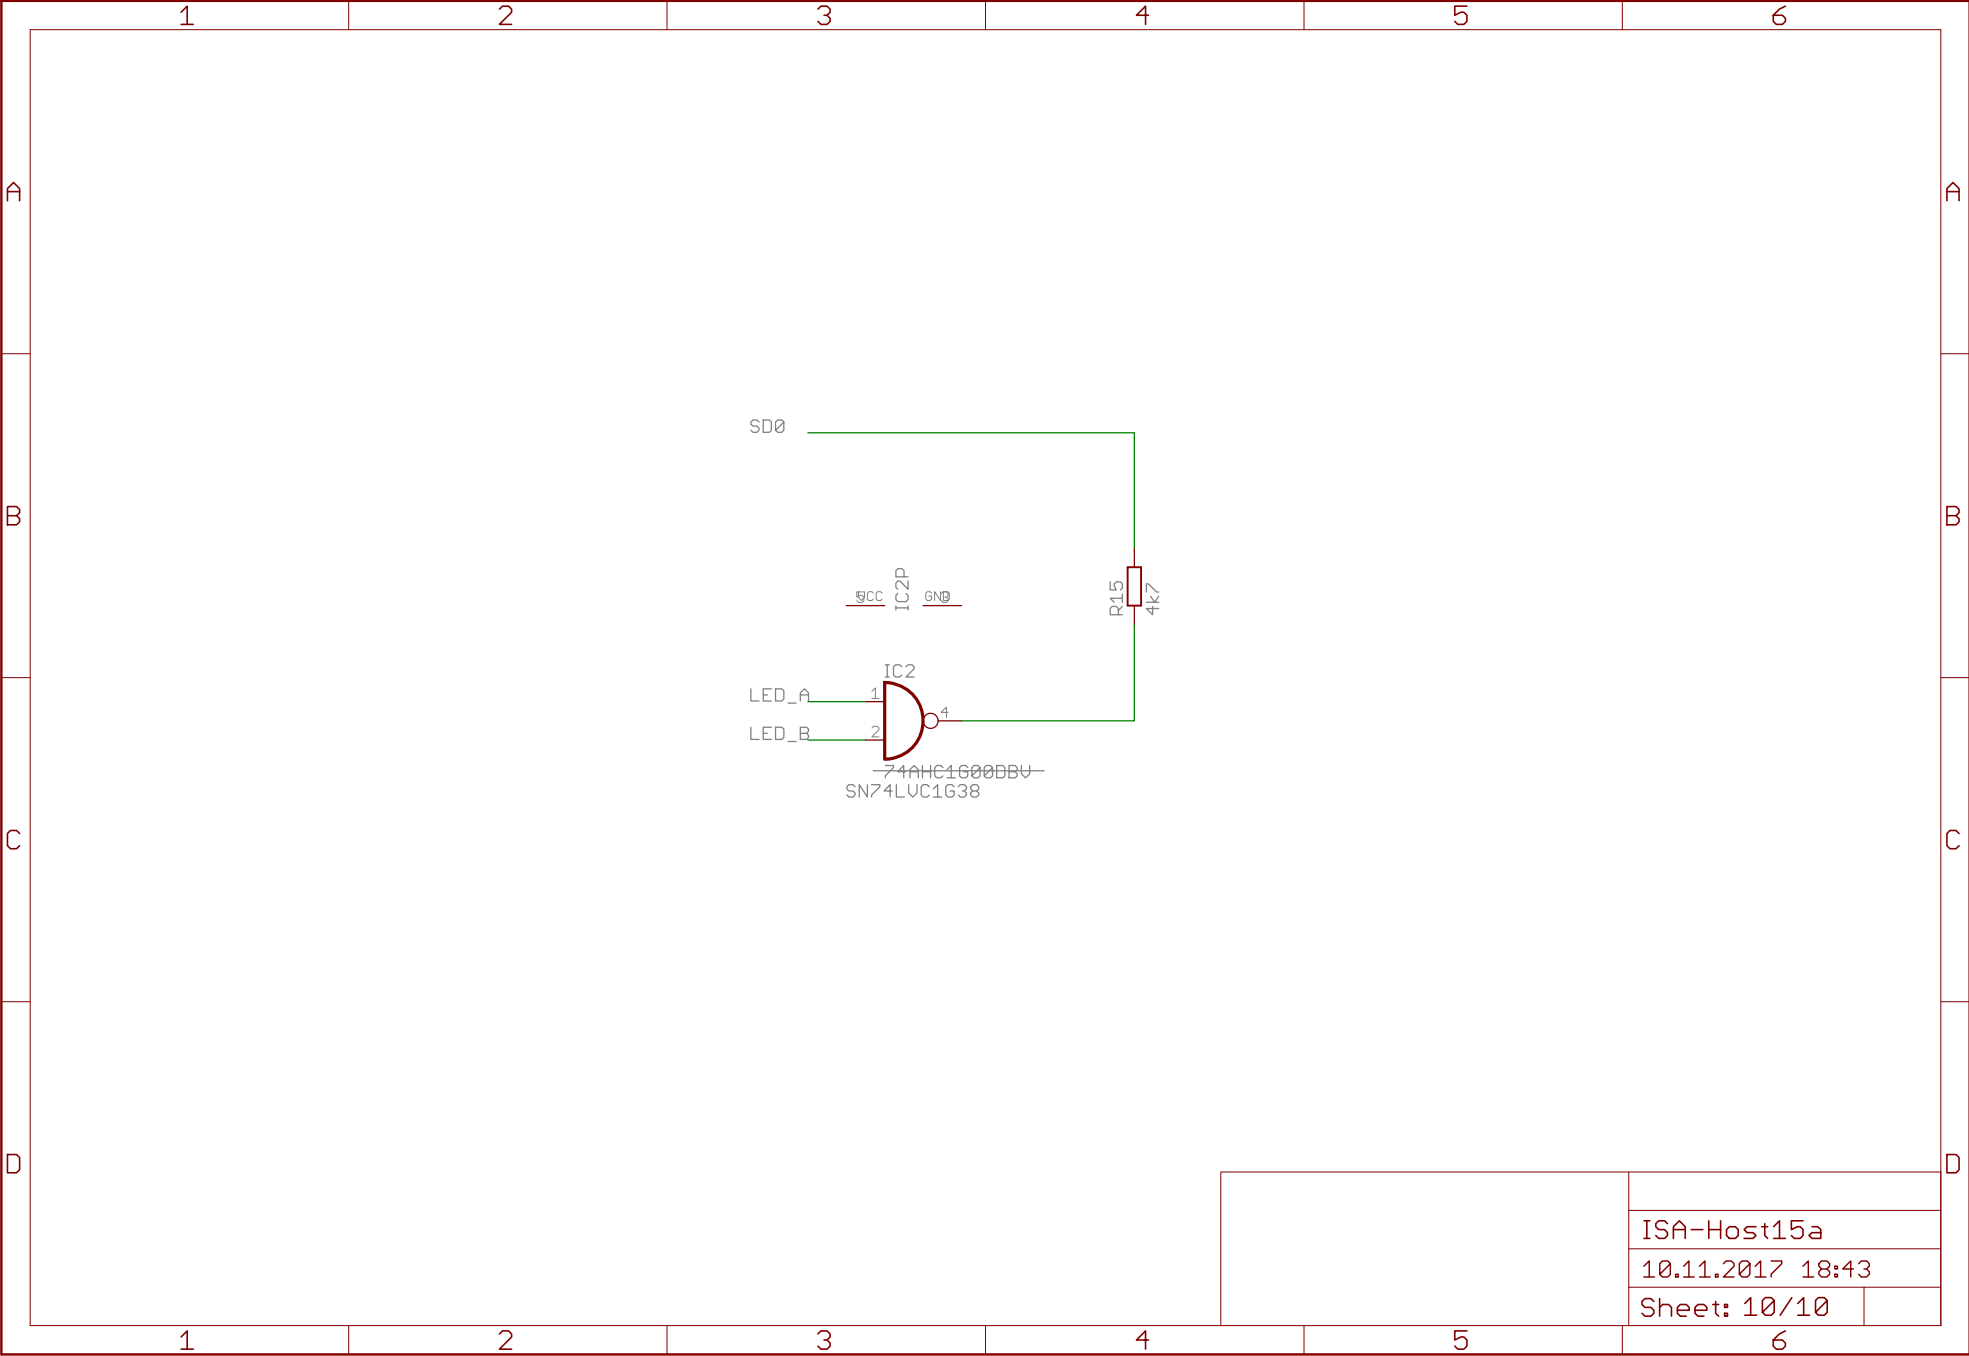 1 2 3 4 5 6
A A
SD0
B B
5 VCC IC2P GND 3 R15 4k7
IC2
LED_A 1
4
LED_B 2
74AHC1G00DBV
SN74LVC1G38
C C
D D
ISA-Host15a
10.11.2017 18:43
Sheet: 10/10
1 2 3 4 5 6